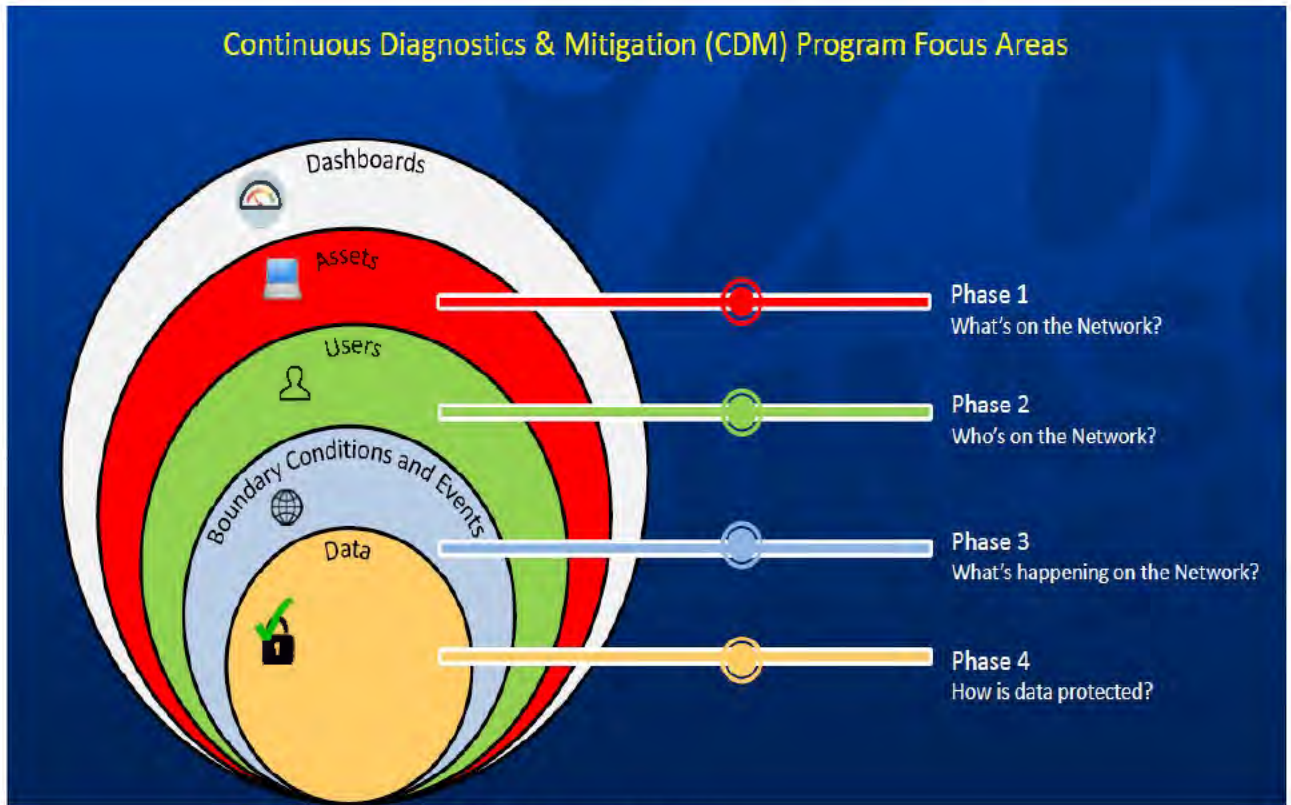 Continuous Diagnostics & Mitigation (CDM) Program Focus Areas
Dashboards
Assets
Users
Boundary Conditions and Events
Data
1
Phase 1
What's on the Network?
Phase 2
Who's on the Network?
Phase 3
What's happening on the Network?
Phase 4
How is data protected?